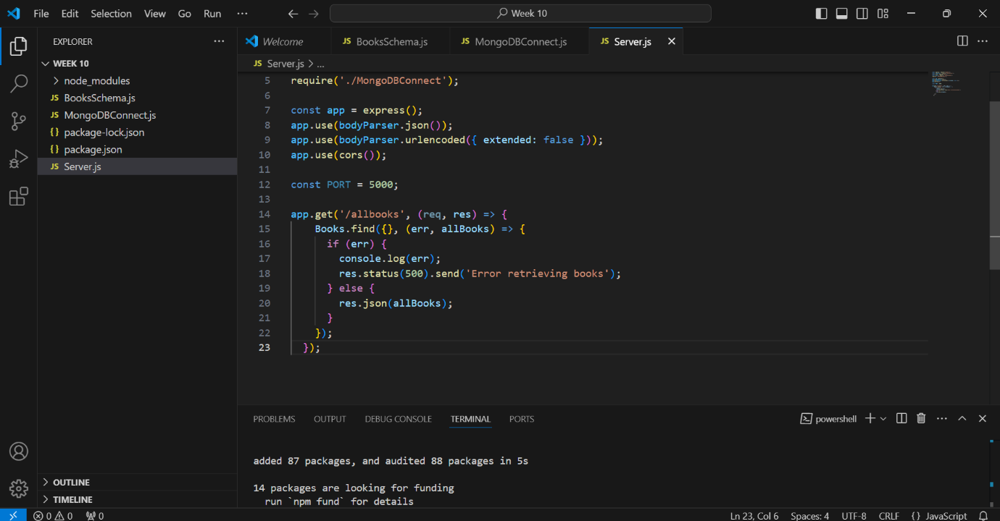 File Edit Selection View Go Run ··· Week 10
EXPLORER ···
WEEK 10
node_modules
JS BooksSchema.js
JS MongoDBConnect.js
{} package-lock.json
{} package.json
JS Server.js
OUTLINE
TIMELINE
Welcome JS BooksSchema.js JS MongoDBConnect.js JS Server.js
JS Server.js > ...
5 require('./MongoDBConnect');
6
7 const app = express();
8 app.use(bodyParser.json());
9 app.use(bodyParser.urlencoded({ extended: false }));
10 app.use(cors());
11
12 const PORT = 5000;
13
14 app.get('/allbooks', (req, res) => {
15 Books.find({}, (err, allBooks) => {
16 if (err) {
17 console.log(err);
18 res.status(500).send('Error retrieving books');
19 } else {
20 res.json(allBooks);
21 }
22 });
23 });
PROBLEMS OUTPUT DEBUG CONSOLE TERMINAL PORTS powershell
added 87 packages, and audited 88 packages in 5s
14 packages are looking for funding
run `npm fund` for details
0 0 0 Ln 23, Col 6 Spaces: 4 UTF-8 CRLF {} JavaScript